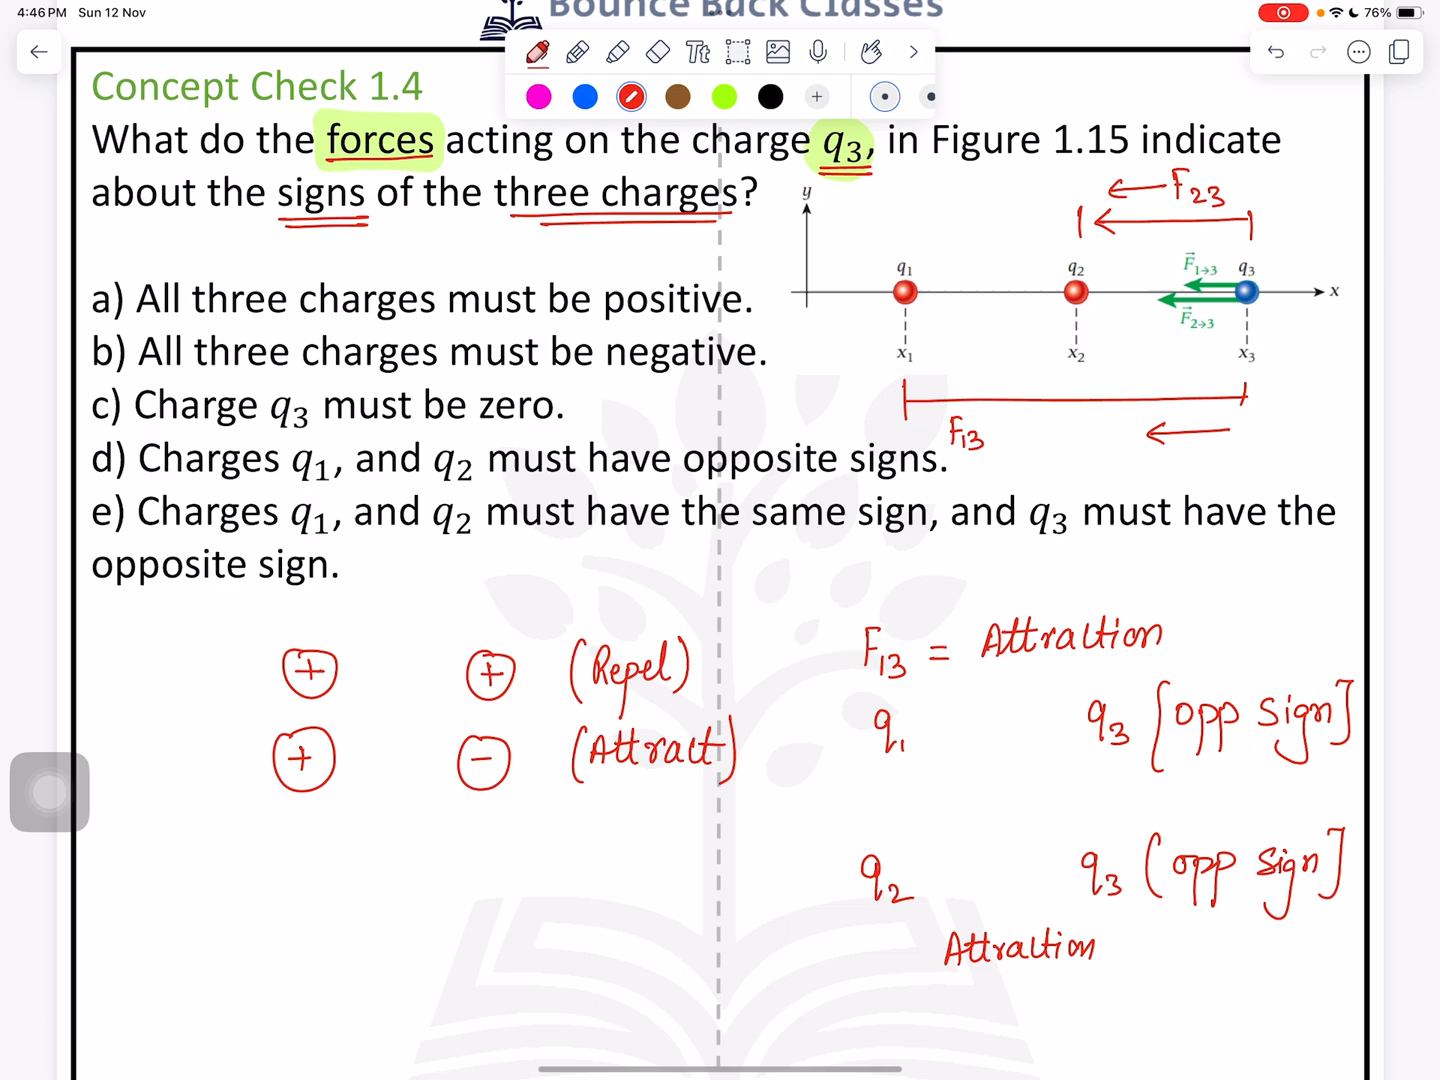 4:46 PM Sun 12 Nov
76%
Bounce Back Classes
Tt
Concept Check 1.4
What do the forces acting on the charge q₃, in Figure 1.15 indicate
about the signs of the three charges?
F₂₃
y
q₁
q₂
F⃗₁→₃
q₃
x
F⃗₂→₃
x₁
x₂
x₃
F₁₃
a) All three charges must be positive.
b) All three charges must be negative.
c) Charge q₃ must be zero.
d) Charges q₁, and q₂ must have opposite signs.
e) Charges q₁, and q₂ must have the same sign, and q₃ must have the
opposite sign.
+ + (Repel)
+ − (Attract)
F₁₃ = Attraction
q₁ q₃ [opp sign]
q₂ q₃ (opp sign]
Attraction